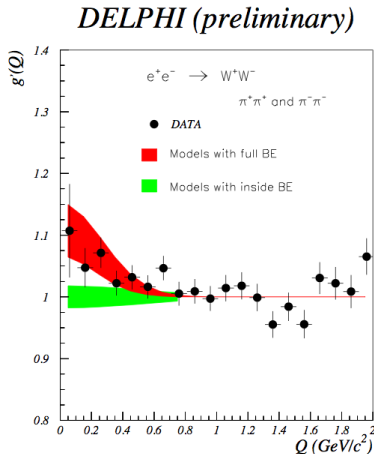 DELPHI (preliminary)
g'(Q)
1.4
1.3
1.2
1.1
1
0.9
0.8
e⁺e⁻ → W⁺W⁻
π⁺π⁺ and π⁻π⁻
DATA
Models with full BE
Models with inside BE
0 0.2 0.4 0.6 0.8 1 1.2 1.4 1.6 1.8 2
Q (GeV/c²)